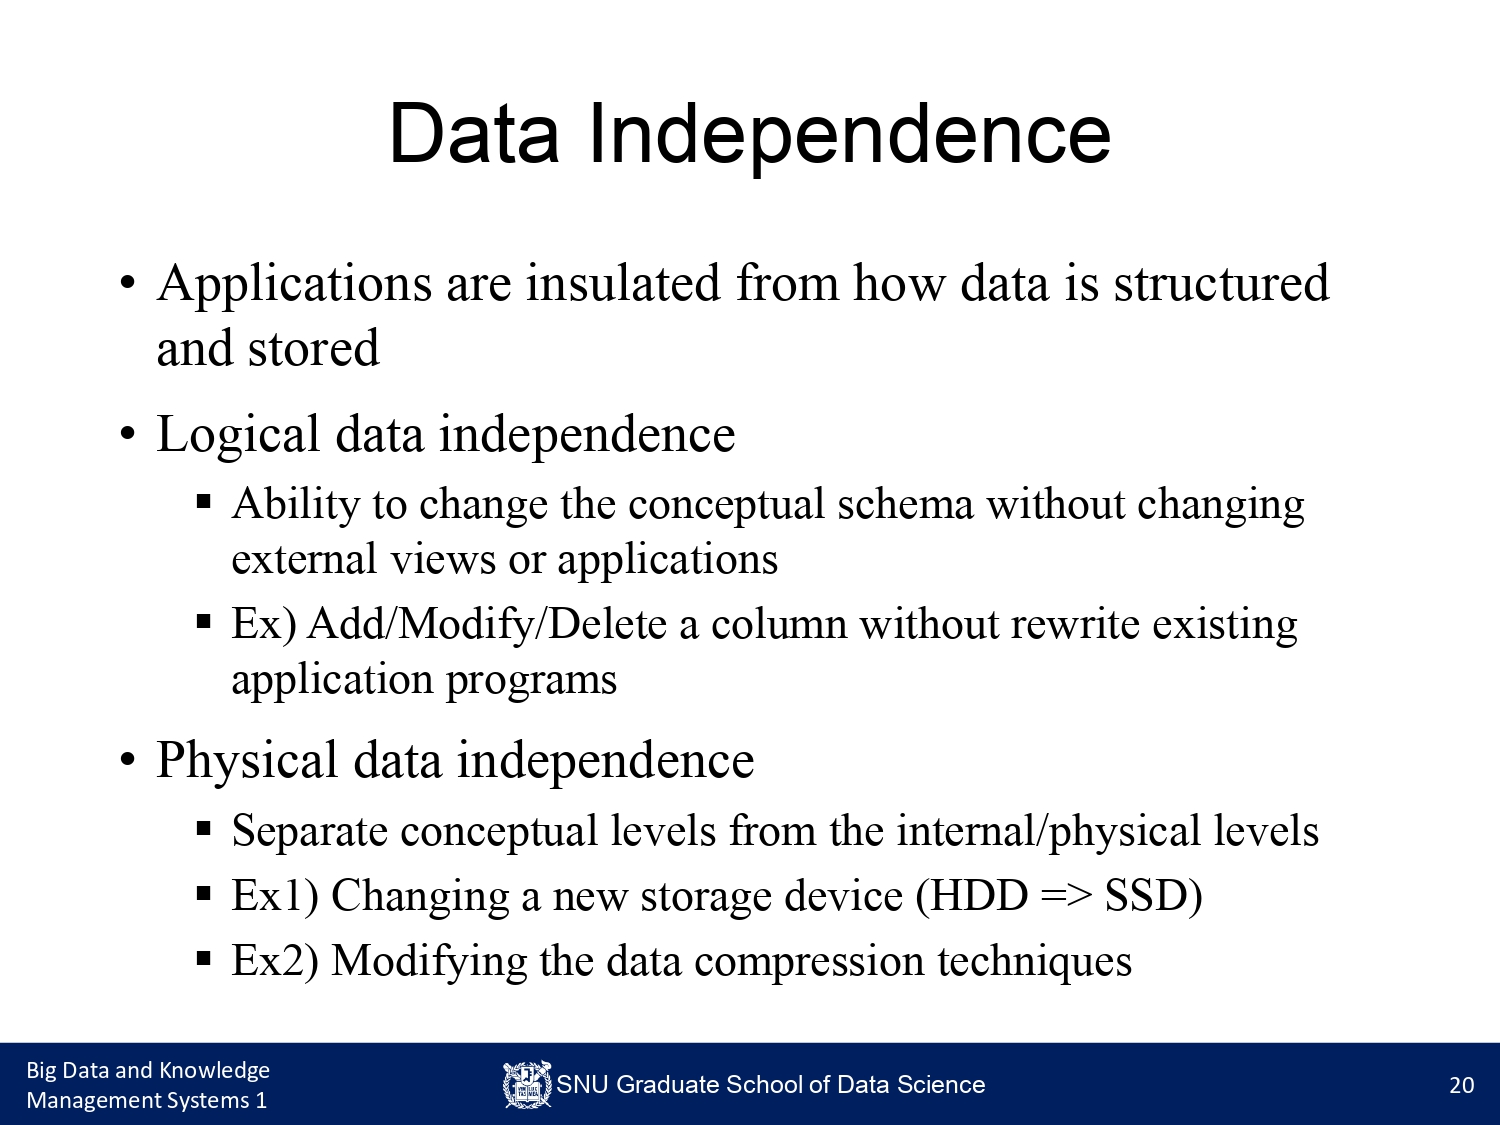 Data Independence
• Applications are insulated from how data is structured
and stored
• Logical data independence
▪ Ability to change the conceptual schema without changing
external views or applications
▪ Ex) Add/Modify/Delete a column without rewrite existing
application programs
• Physical data independence
▪ Separate conceptual levels from the internal/physical levels
▪ Ex1) Changing a new storage device (HDD => SSD)
▪ Ex2) Modifying the data compression techniques
Big Data and Knowledge
Management Systems 1
SNU Graduate School of Data Science
20